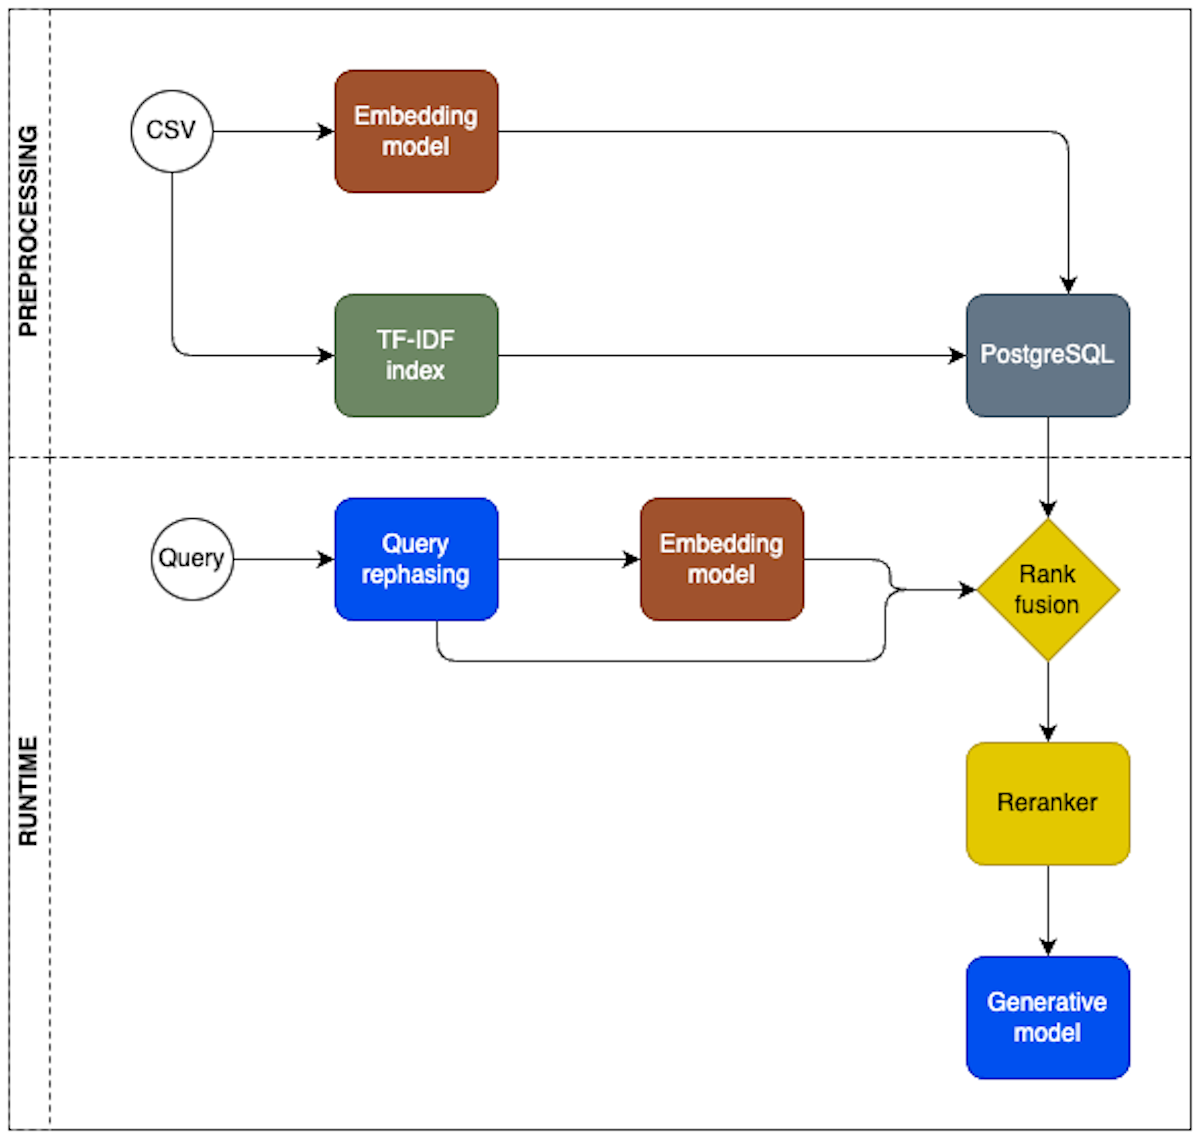 PREPROCESSING
CSV
Embedding
model
TF-IDF
index
PostgreSQL
RUNTIME
Query
Query
rephasing
Embedding
model
Rank
fusion
Reranker
Generative
model